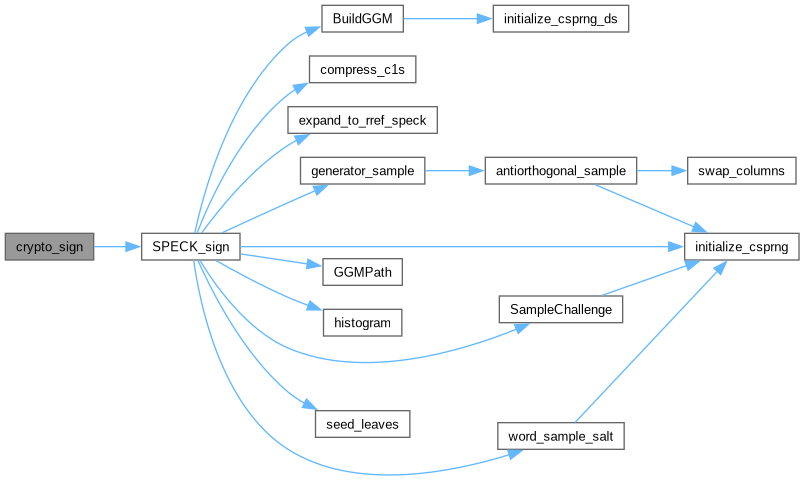 BuildGGM
initialize_csprng_ds
compress_c1s
expand_to_rref_speck
generator_sample
antiorthogonal_sample
swap_columns
crypto_sign
SPECK_sign
initialize_csprng
GGMPath
SampleChallenge
histogram
seed_leaves
word_sample_salt